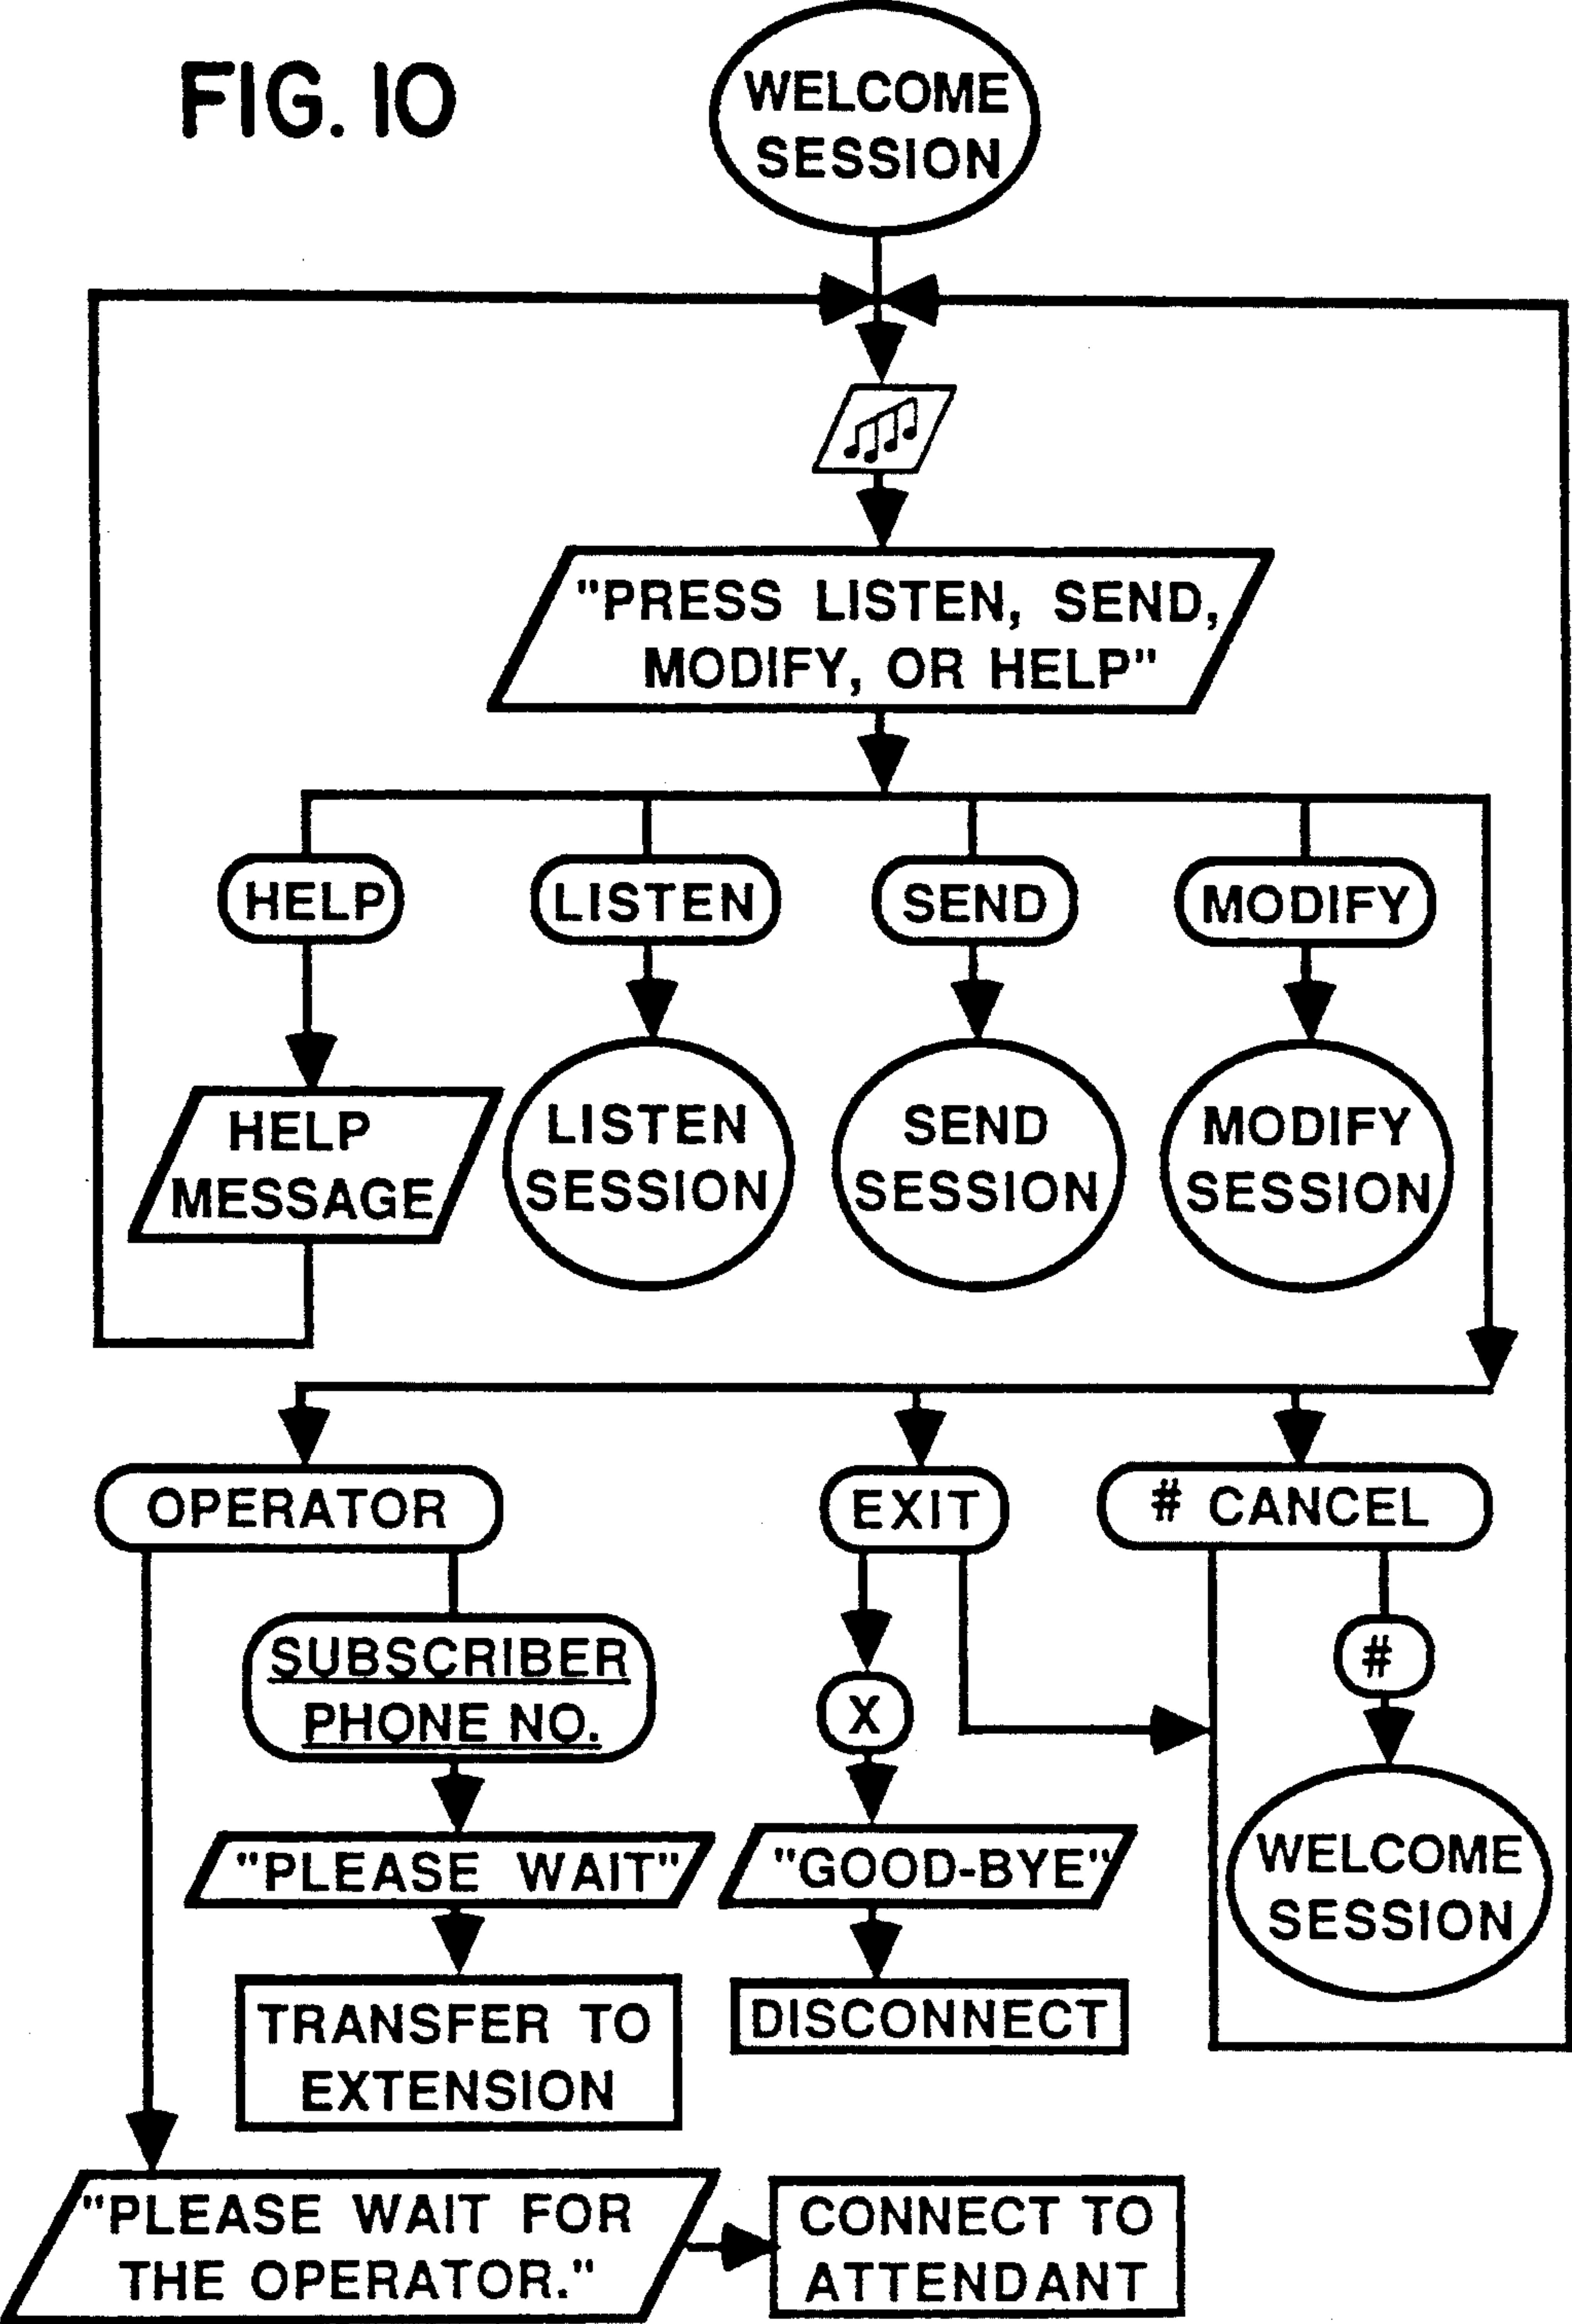 FIG. 10
WELCOME
SESSION
"PRESS LISTEN, SEND,
MODIFY, OR HELP"
HELP
LISTEN
SEND
MODIFY
HELP
MESSAGE
LISTEN
SESSION
SEND
SESSION
MODIFY
SESSION
OPERATOR
EXIT
# CANCEL
SUBSCRIBER
PHONE NO.
X
#
"PLEASE WAIT"
"GOOD-BYE"
WELCOME
SESSION
TRANSFER TO
EXTENSION
DISCONNECT
"PLEASE WAIT FOR
THE OPERATOR."
CONNECT TO
ATTENDANT